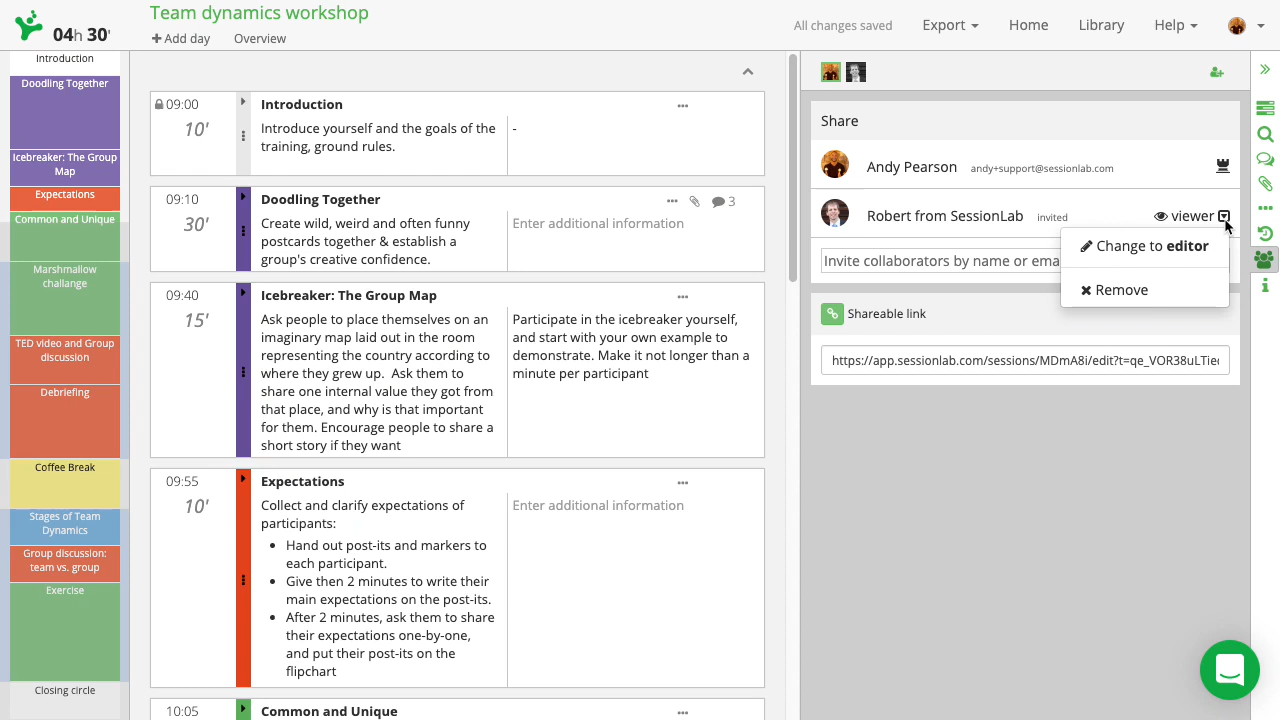 04h 30'
Team dynamics workshop
Add day
Overview
All changes saved
Export
Home
Library
Help
Introduction
Doodling Together
Icebreaker: The Group
Map
Expectations
Common and Unique
Marshmallow
challange
TED video and Group
discussion
Debriefing
Coffee Break
Stages of Team
Dynamics
Group discussion:
team vs. group
Exercise
Closing circle
09:00
10'
Introduction
Introduce yourself and the goals of the
training, ground rules.
-
09:10
30'
Doodling Together
3
Create wild, weird and often funny
postcards together & establish a
group's creative confidence.
Enter additional information
09:40
15'
Icebreaker: The Group Map
Ask people to place themselves on an
imaginary map laid out in the room
representing the country according to
where they grew up. Ask them to
share one internal value they got from
that place, and why is that important
for them. Encourage people to share a
short story if they want
Participate in the icebreaker yourself,
and start with your own example to
demonstrate. Make it not longer than a
minute per participant
09:55
10'
Expectations
Collect and clarify expectations of
participants:
• Hand out post-its and markers to
each participant.
• Give then 2 minutes to write their
main expectations on the post-its.
• After 2 minutes, ask them to share
their expectations one-by-one,
and put their post-its on the
flipchart
Enter additional information
10:05
Common and Unique
Share
Andy Pearson andy+support@sessionlab.com
Robert from SessionLab invited
viewer
Change to editor
Remove
Invite collaborators by name or ema
Shareable link
https://app.sessionlab.com/sessions/MDmA8i/edit?t=qe_VOR38uLTie